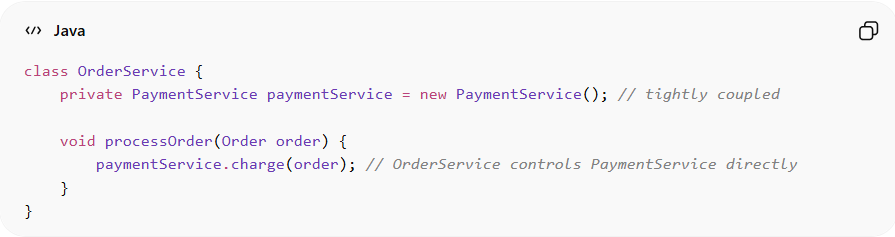 </> Java
class OrderService {
    private PaymentService paymentService = new PaymentService(); // tightly coupled
    void processOrder(Order order) {
        paymentService.charge(order); // OrderService controls PaymentService directly
    }
}